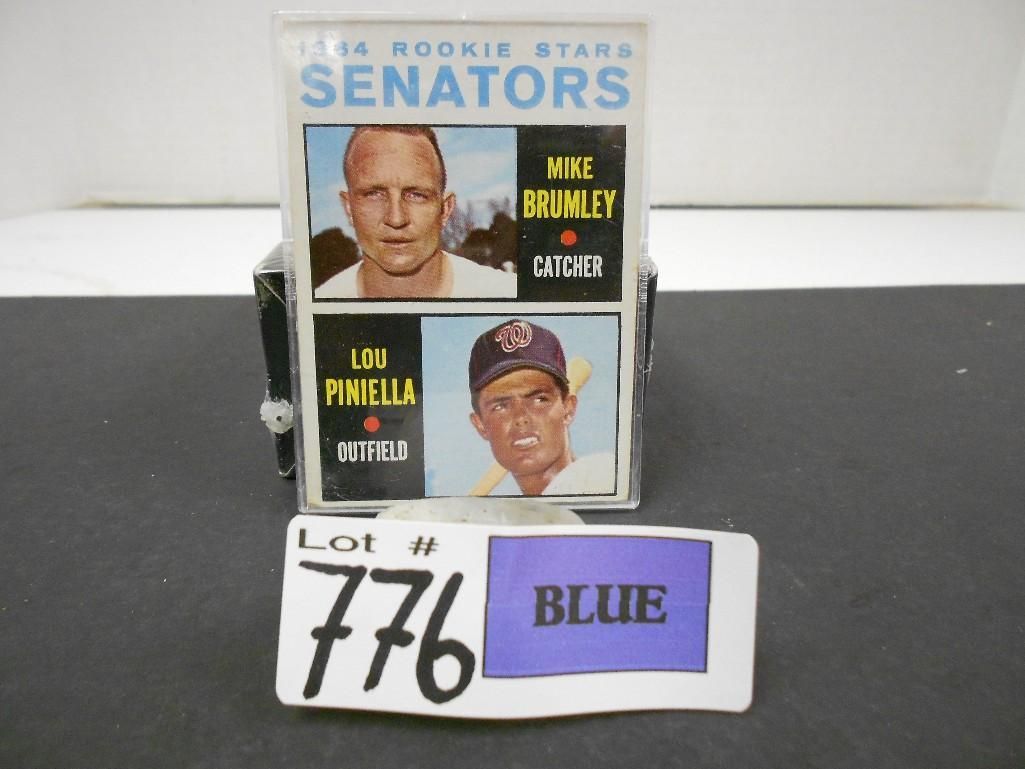 1964 ROOKIE STARS
SENATORS
MIKE
BRUMLEY
CATCHER
LOU
PINIELLA
OUTFIELD
W
Lot #
776
BLUE